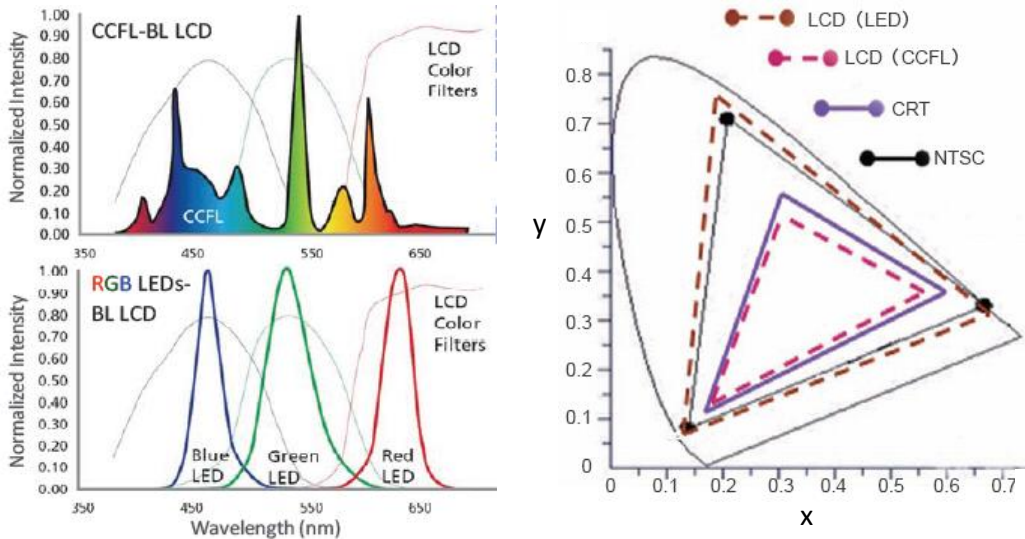 CCFL-BL LCD
LCD
Color
Filters
Normalized Intensity
1.00
0.90
0.80
0.70
0.60
0.50
0.40
0.30
0.20
0.10
0.00
CCFL
350
450
550
650
RGB LEDs-
BL LCD
LCD
Color
Filters
Normalized Intensity
1.00
0.90
0.80
0.70
0.60
0.50
0.40
0.30
0.20
0.10
0.00
Blue
LED
Green
LED
Red
LED
350
450
550
650
Wavelength (nm)
LCD (LED)
LCD (CCFL)
CRT
NTSC
y
0.8
0.7
0.6
0.5
0.4
0.3
0.2
0.1
0
0
0.1
0.2
0.3
0.4
0.5
0.6
0.7
x